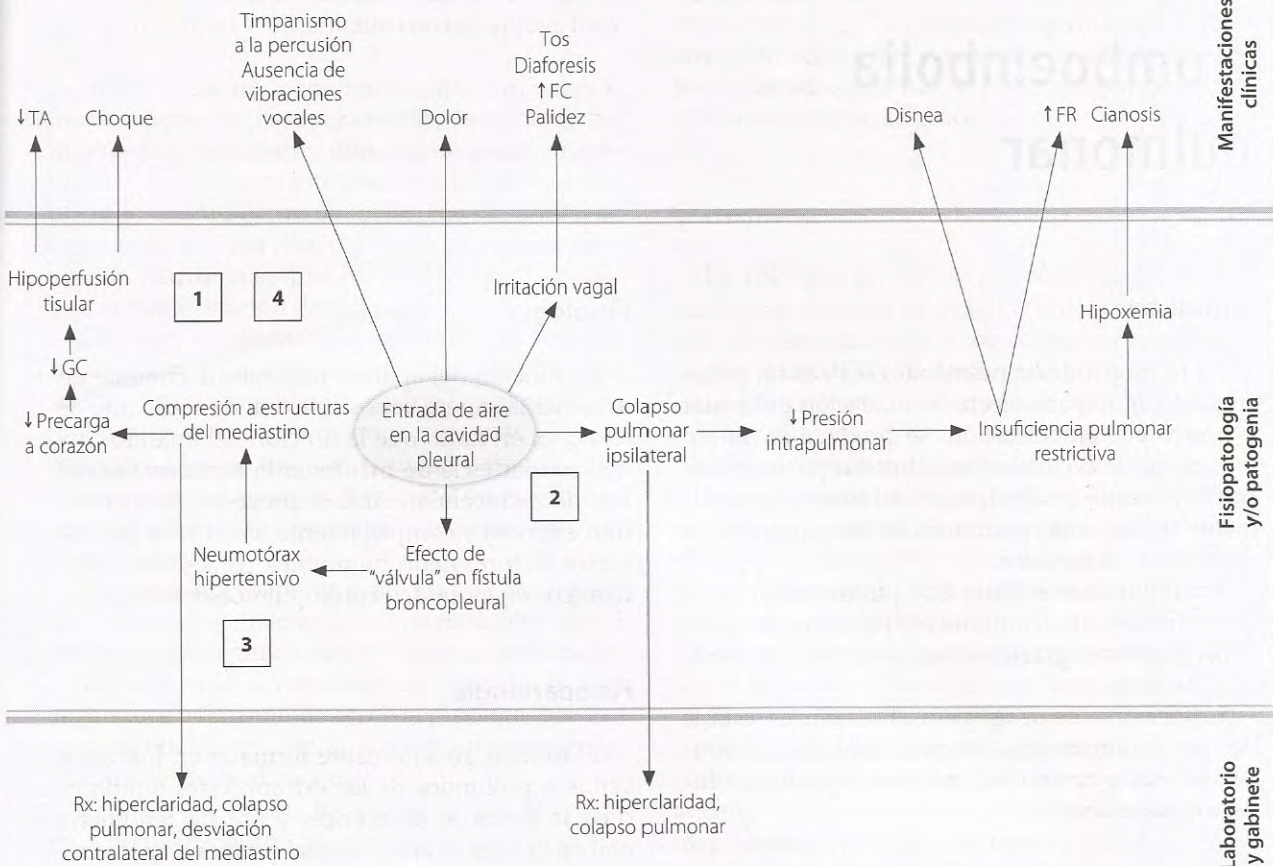 Timpanismo
a la percusión
Ausencia de
vibraciones
vocales
Tos
Diaforesis
↑FC
Palidez
↓TA
Choque
Dolor
Disnea
↑FR
Cianosis
Manifestaciones
clínicas
Hipoperfusión
tisular
1
4
Irritación vagal
Hipoxemia
↓GC
↓Precarga
a corazón
Compresión a estructuras
del mediastino
Entrada de aire
en la cavidad
pleural
Colapso
pulmonar
ipsilateral
↓Presión
intrapulmonar
Insuficiencia pulmonar
restrictiva
Fisiopatología
y/o patogenia
2
Neumotórax
hipertensivo
Efecto de
“válvula” en fístula
broncopleural
3
Rx: hiperclaridad, colapso
pulmonar, desviación
contralateral del mediastino
Rx: hiperclaridad,
colapso pulmonar
Laboratorio
y gabinete